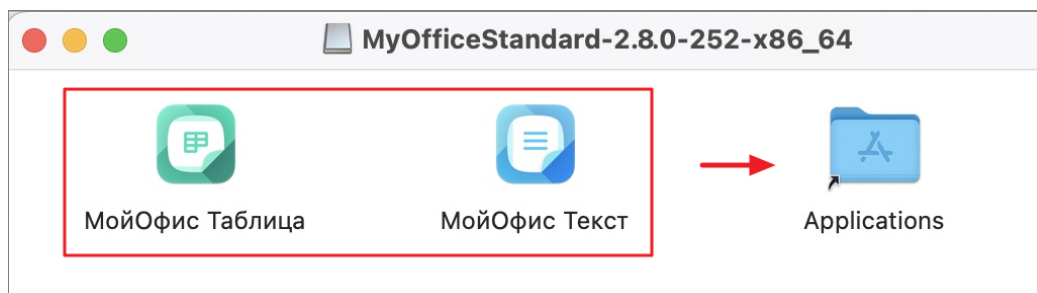 MyOfficeStandard-2.8.0-252-x86_64
МойОфис Таблица
МойОфис Текст
Applications